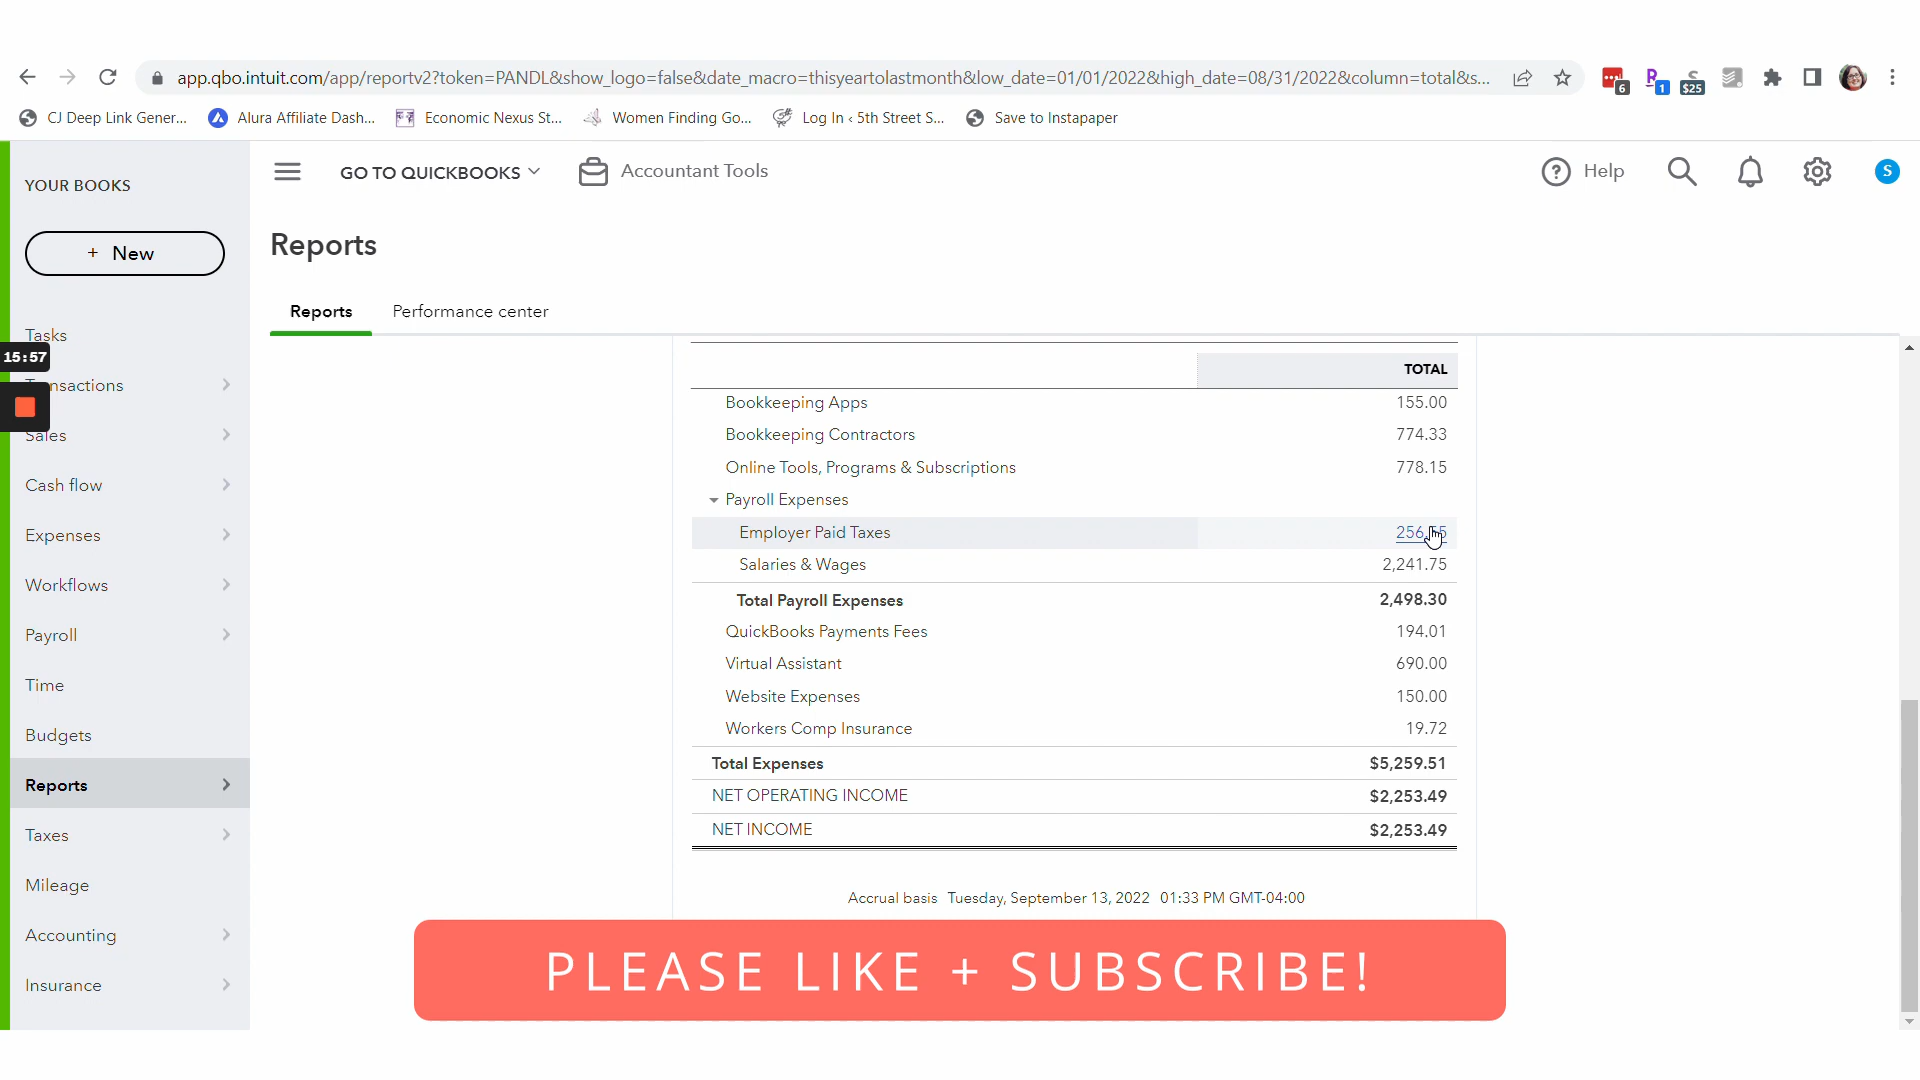 app.qbo.intuit.com/app/reportv2?token=PANDL&show_logo=false&date_macro=thisyeartolastmonth&low_date=01/01/2022&high_date=08/31/2022&column=total&s...
6
1
$25
CJ Deep Link Gener...
Alura Affiliate Dash...
Economic Nexus St...
Women Finding Go...
Log In ‹ 5th Street S...
Save to Instapaper
YOUR BOOKS
GO TO QUICKBOOKS
Accountant Tools
Help
S
+ New
Reports
Reports
Performance center
Tasks
15:57
nsactions
Sales
Cash flow
Expenses
Workflows
Payroll
Time
Budgets
Reports
Taxes
Mileage
Accounting
Insurance
TOTAL
Bookkeeping Apps 155.00
Bookkeeping Contractors 774.33
Online Tools, Programs & Subscriptions 778.15
Payroll Expenses
Employer Paid Taxes
Salaries & Wages 2,241.75
Total Payroll Expenses 2,498.30
QuickBooks Payments Fees 194.01
Virtual Assistant 690.00
Website Expenses 150.00
Workers Comp Insurance 19.72
Total Expenses $5,259.51
NET OPERATING INCOME $2,253.49
NET INCOME $2,253.49
Accrual basis Tuesday, September 13, 2022 01:33 PM GMT-04:00
PLEASE LIKE + SUBSCRIBE!